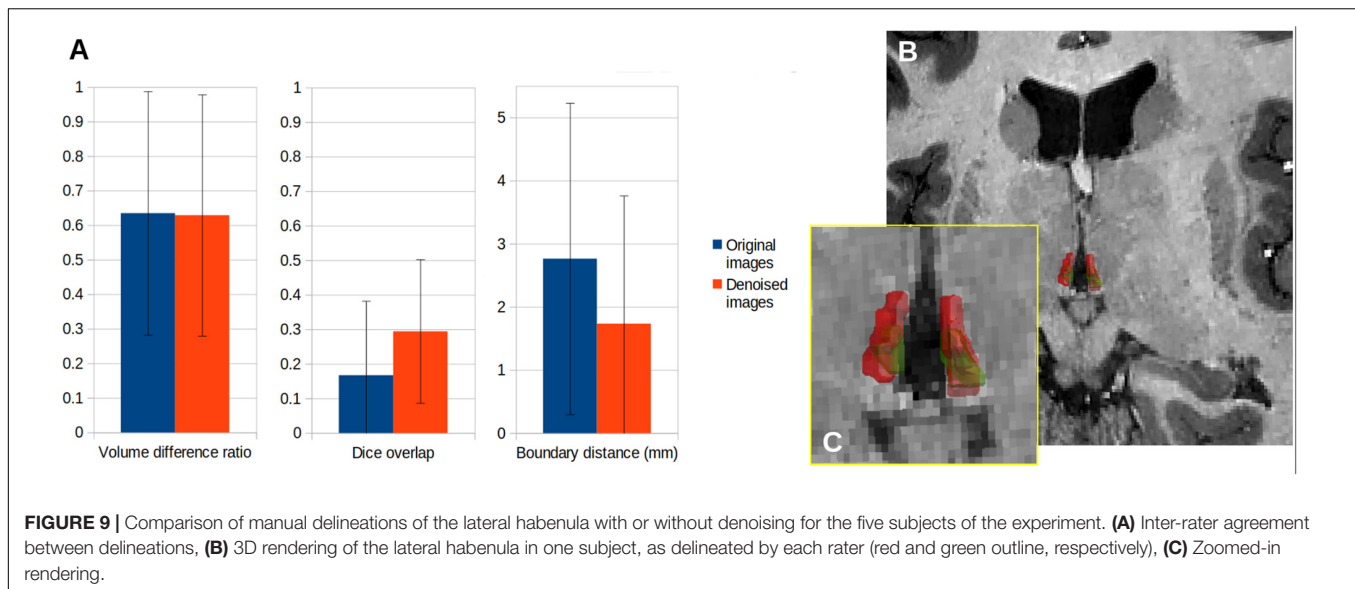 A
B
1
0.9
0.8
0.7
0.6
0.5
0.4
0.3
0.2
0.1
0
Volume difference ratio
1
0.9
0.8
0.7
0.6
0.5
0.4
0.3
0.2
0.1
0
Dice overlap
5
4
3
2
1
0
Boundary distance (mm)
Original
images
Denoised
images
C
FIGURE 9 | Comparison of manual delineations of the lateral habenula with or without denoising for the five subjects of the experiment. (A) Inter-rater agreement
between delineations, (B) 3D rendering of the lateral habenula in one subject, as delineated by each rater (red and green outline, respectively), (C) Zoomed-in
rendering.